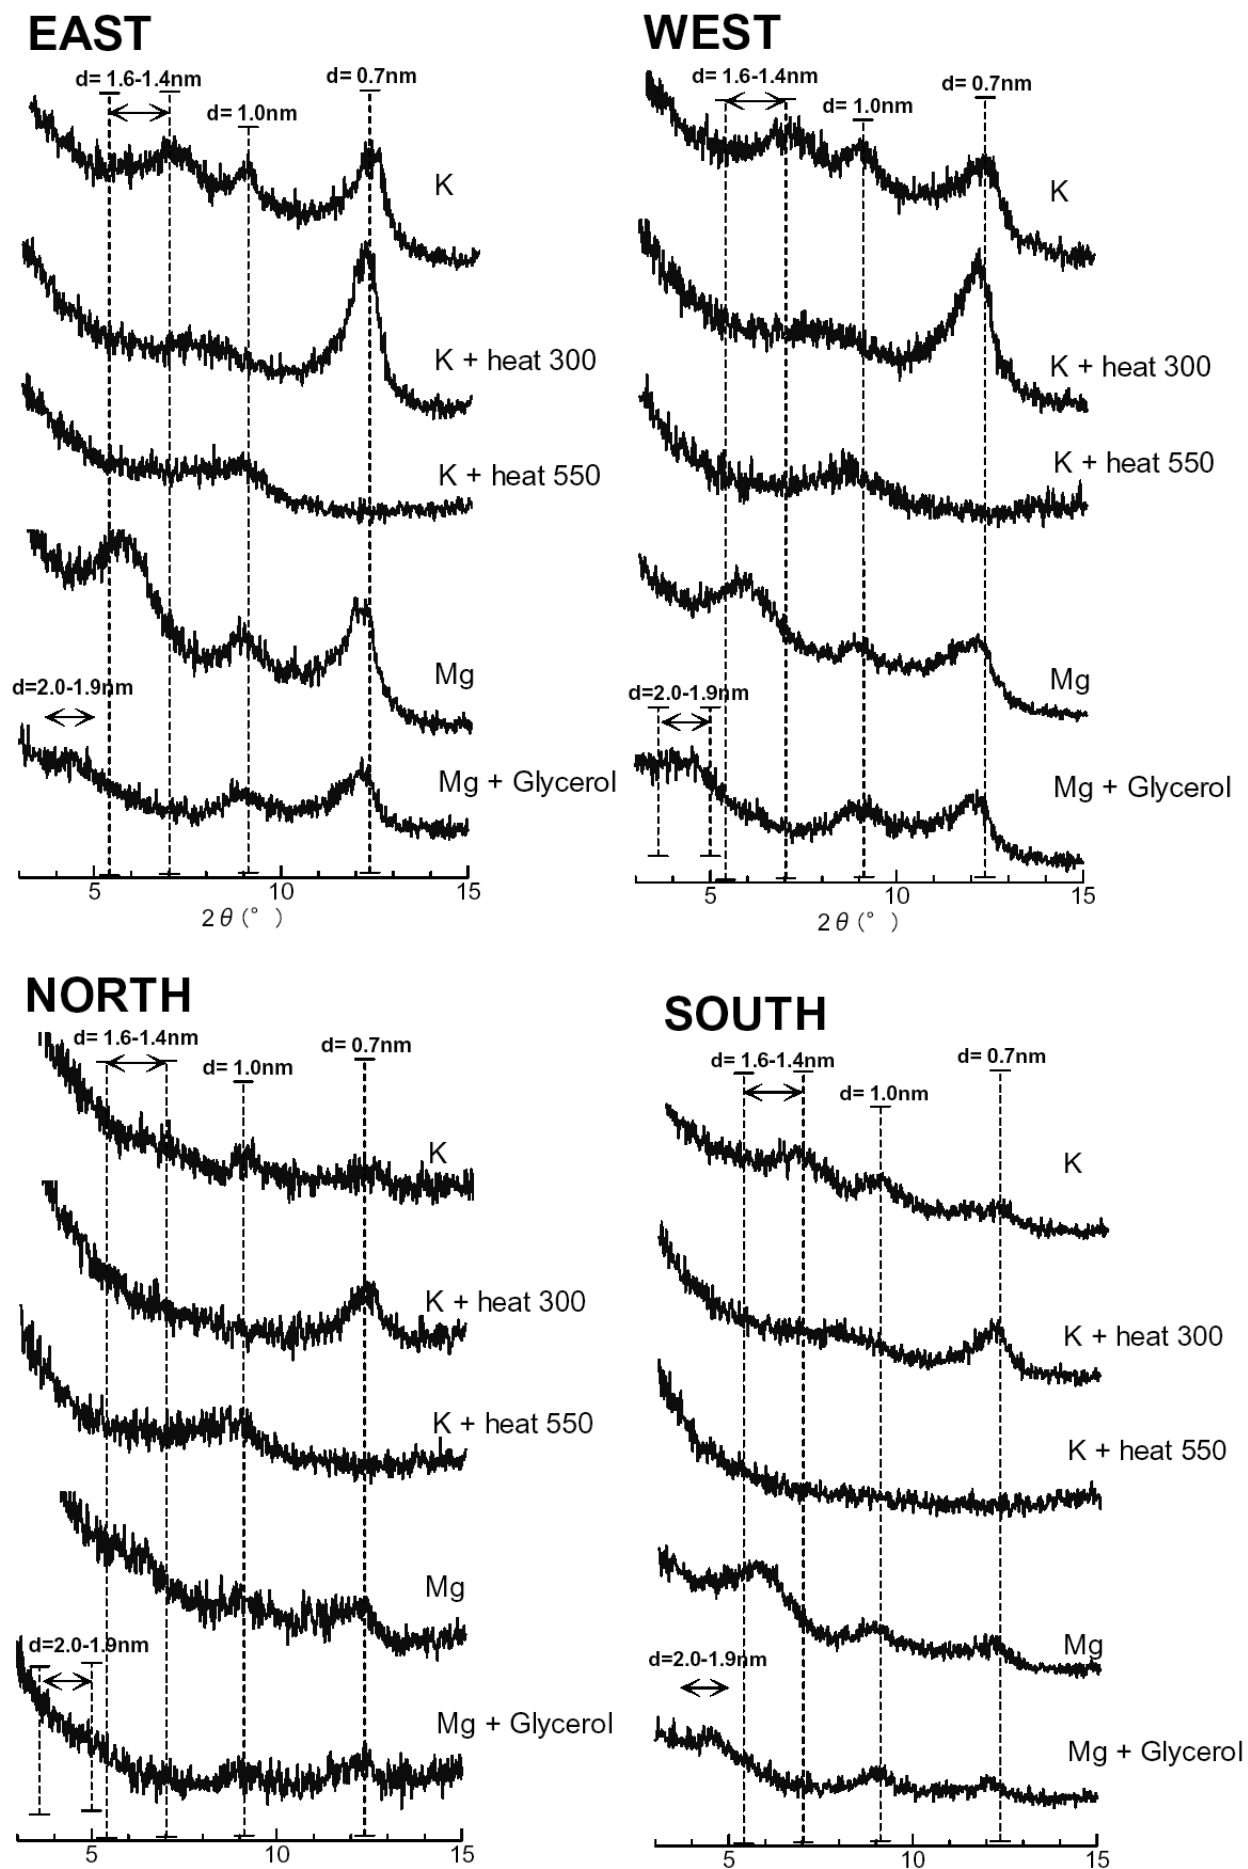 EAST
d= 1.6-1.4nm
d= 1.0nm
d= 0.7nm
K
K + heat 300
K + heat 550
Mg
d=2.0-1.9nm
Mg + Glycerol
5 10 15
2θ(° )
WEST
d= 1.6-1.4nm
d= 1.0nm
d= 0.7nm
K
K + heat 300
K + heat 550
Mg
d=2.0-1.9nm
Mg + Glycerol
5 10 15
2θ(° )
NORTH
d= 1.6-1.4nm
d= 1.0nm
d= 0.7nm
K
K + heat 300
K + heat 550
Mg
d=2.0-1.9nm
Mg + Glycerol
5 10 15
SOUTH
d= 1.6-1.4nm
d= 1.0nm
d= 0.7nm
K
K + heat 300
K + heat 550
Mg
d=2.0-1.9nm
Mg + Glycerol
5 10 15